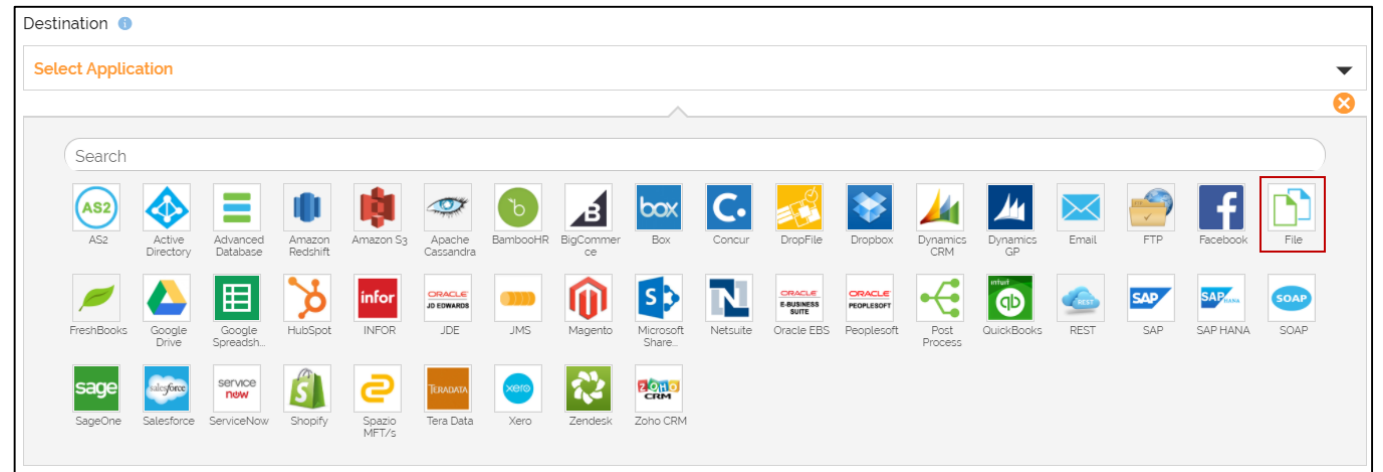 Destination
Select Application
Search
AS2
box
C.
f
AS2
Active
Directory
Advanced
Database
Amazon
Redshift
Amazon S3
Apache
Cassandra
BambooHR
BigCommer
ce
Box
Concur
DropFile
Dropbox
Dynamics
CRM
Dynamics
GP
Email
FTP
Facebook
File
infor
ORACLE
JD EDWARDS
S
N
ORACLE
E-BUSINESS
SUITE
ORACLE
PEOPLESOFT
intuit
qb
REST
SAP
SAP HANA
SOAP
FreshBooks
Google
Drive
Google
Spreadsh...
HubSpot
INFOR
JDE
JMS
Magento
Microsoft
Share...
Netsuite
Oracle EBS
Peoplesoft
Post
Process
QuickBooks
REST
SAP
SAP HANA
SOAP
sage
salesforce
service
now
S
TERADATA
xero
ZOHO
CRM
SageOne
Salesforce
ServiceNow
Shopify
Spazio
MFT/s
Tera Data
Xero
Zendesk
Zoho CRM